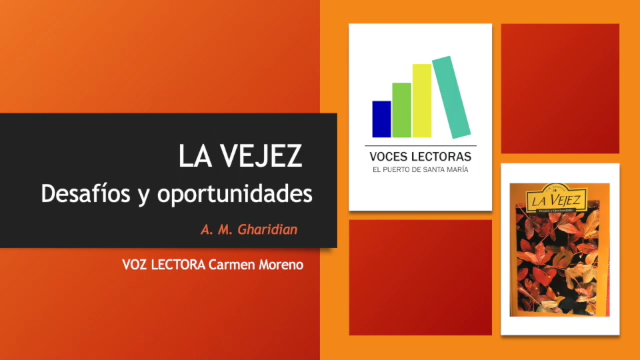 LA VEJEZ
Desafíos y oportunidades
A. M. Gharidian
VOZ LECTORA Carmen Moreno
VOCES LECTORAS
EL PUERTO DE SANTA MARÍA
LA VEJEZ